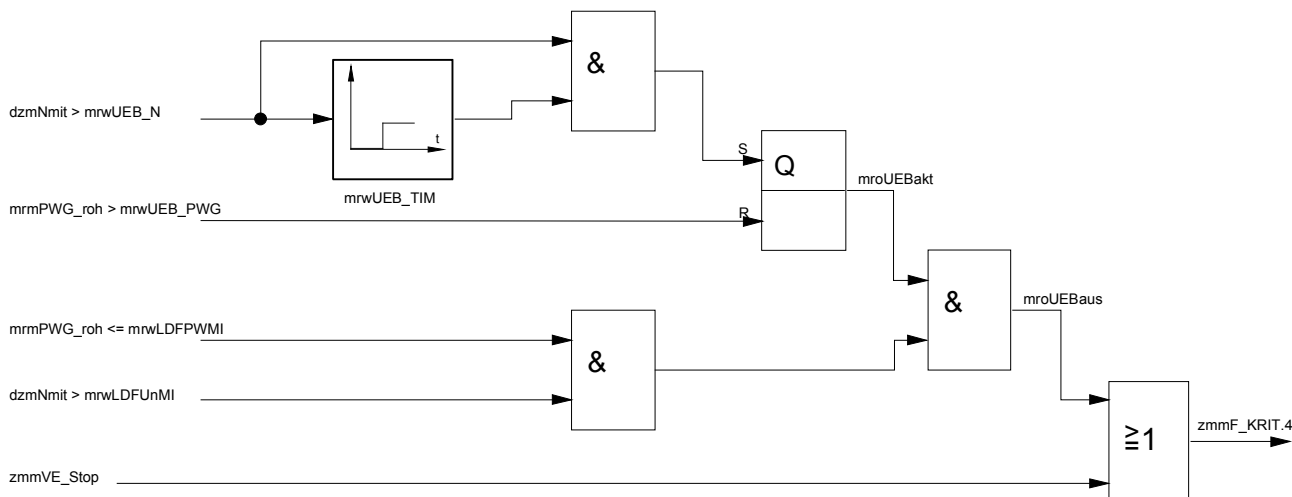 &
dzmNmit > mrwUEB_N
t
mrwUEB_TIM
S
Q
mroUEBakt
mrmPWG_roh > mrwUEB_PWG
R
&
mroUEBaus
mrmPWG_roh <= mrwLDFPWMI
&
dzmNmit > mrwLDFUnMI
≧1
zmmF_KRIT.4
zmmVE_Stop